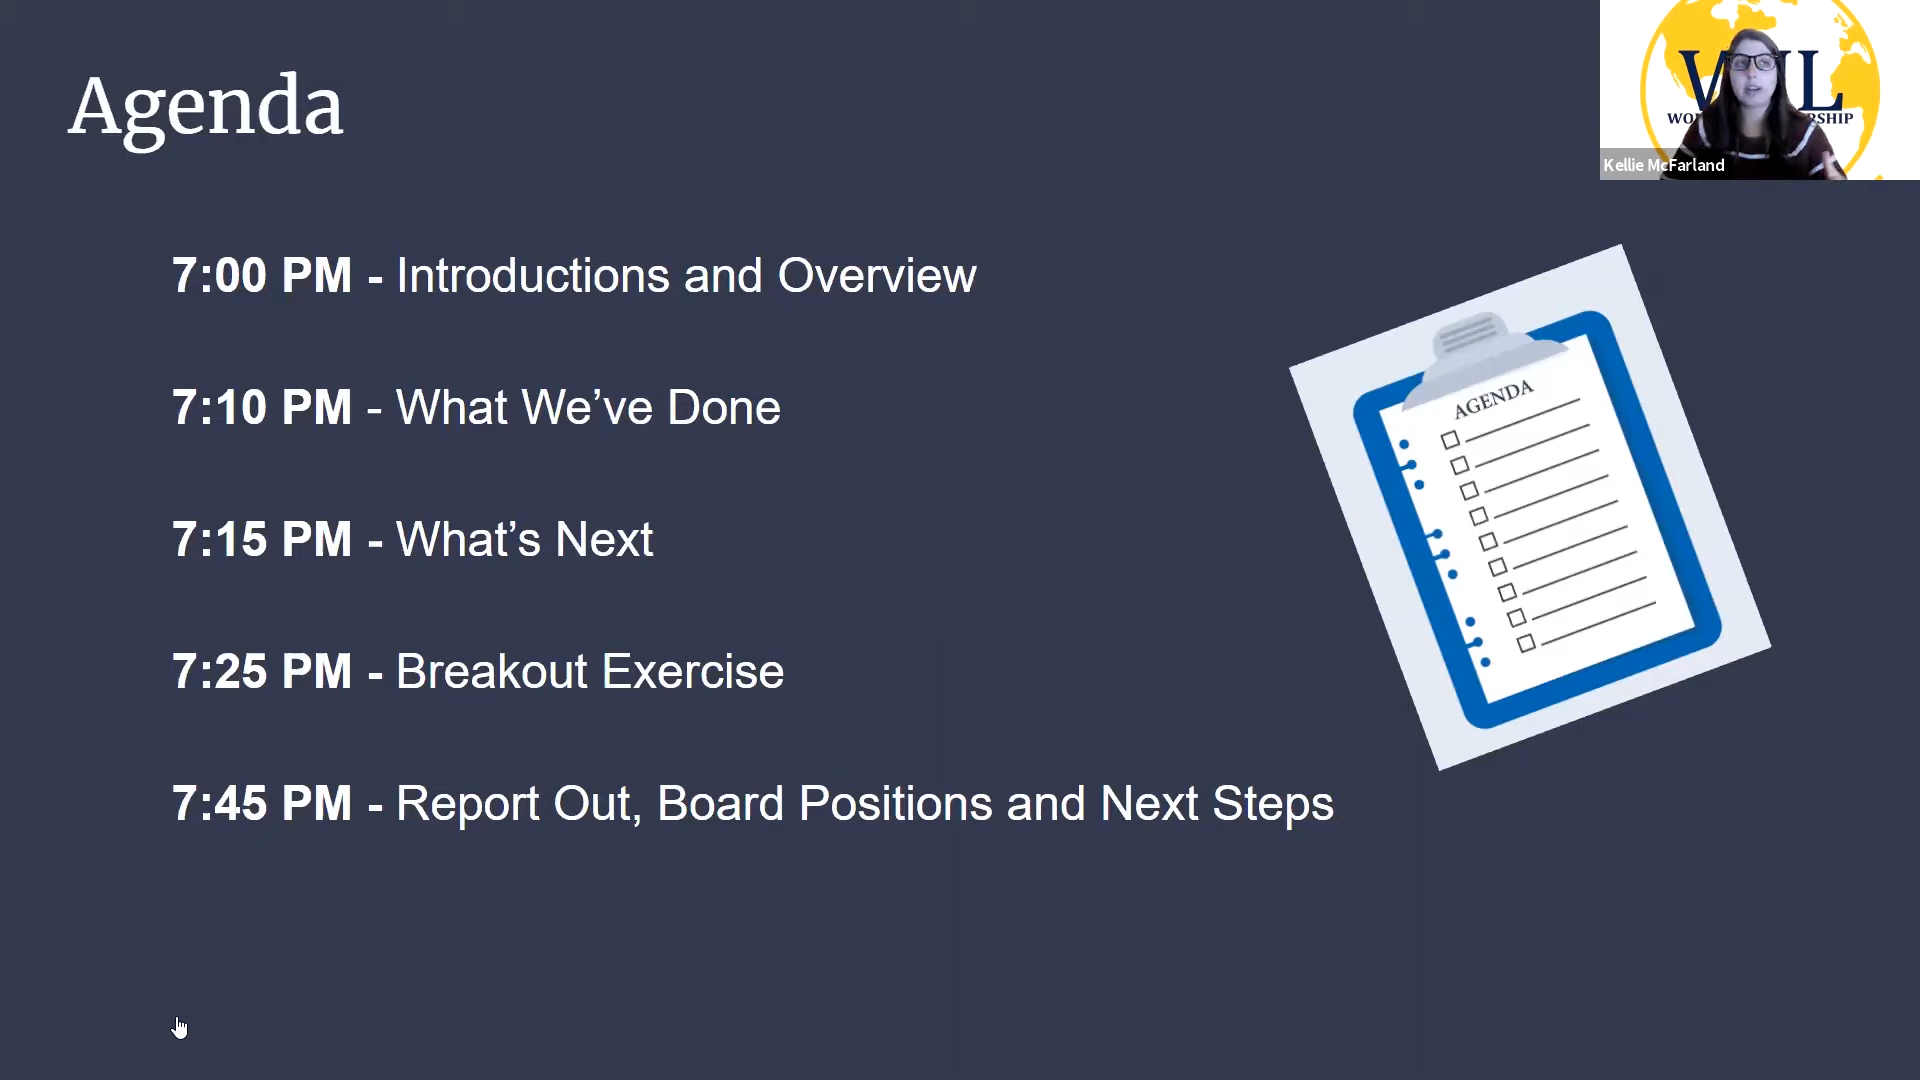 Agenda
7:00 PM - Introductions and Overview
7:10 PM - What We’ve Done
7:15 PM - What’s Next
7:25 PM - Breakout Exercise
7:45 PM - Report Out, Board Positions and Next Steps
AGENDA
Kellie McFarland